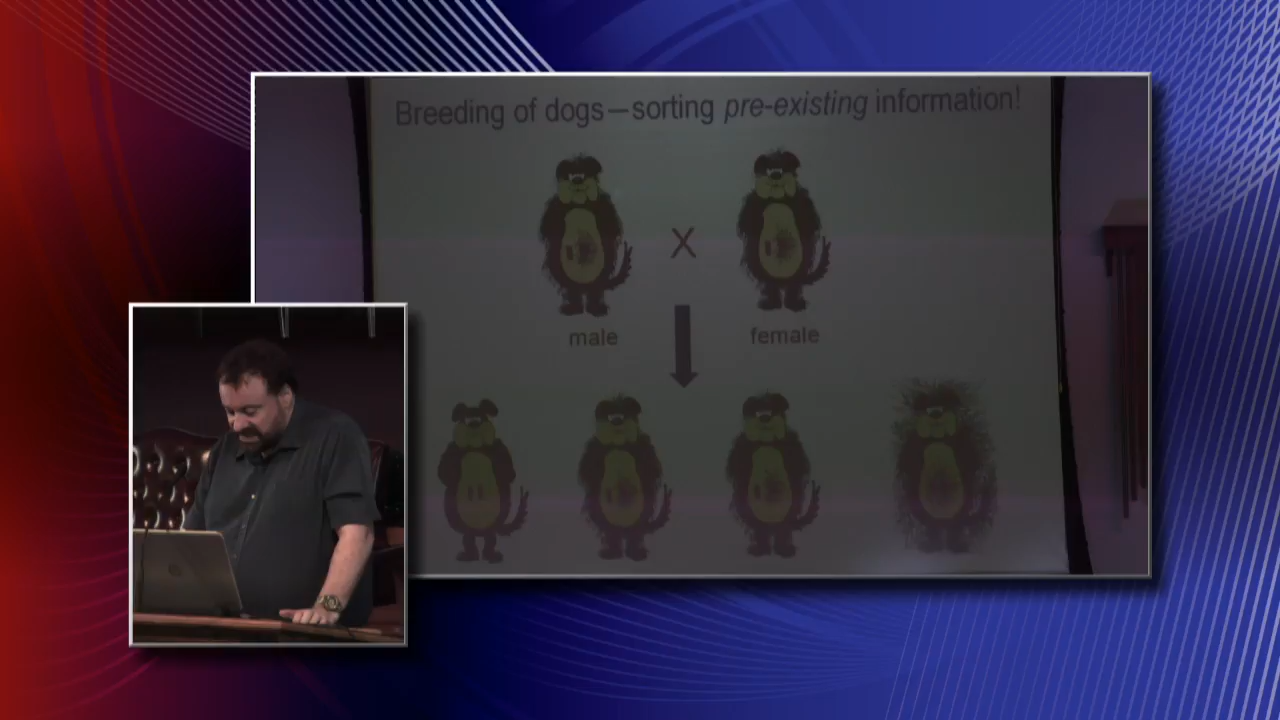 Breeding of dogs—sorting pre-existing information!
X
male
female